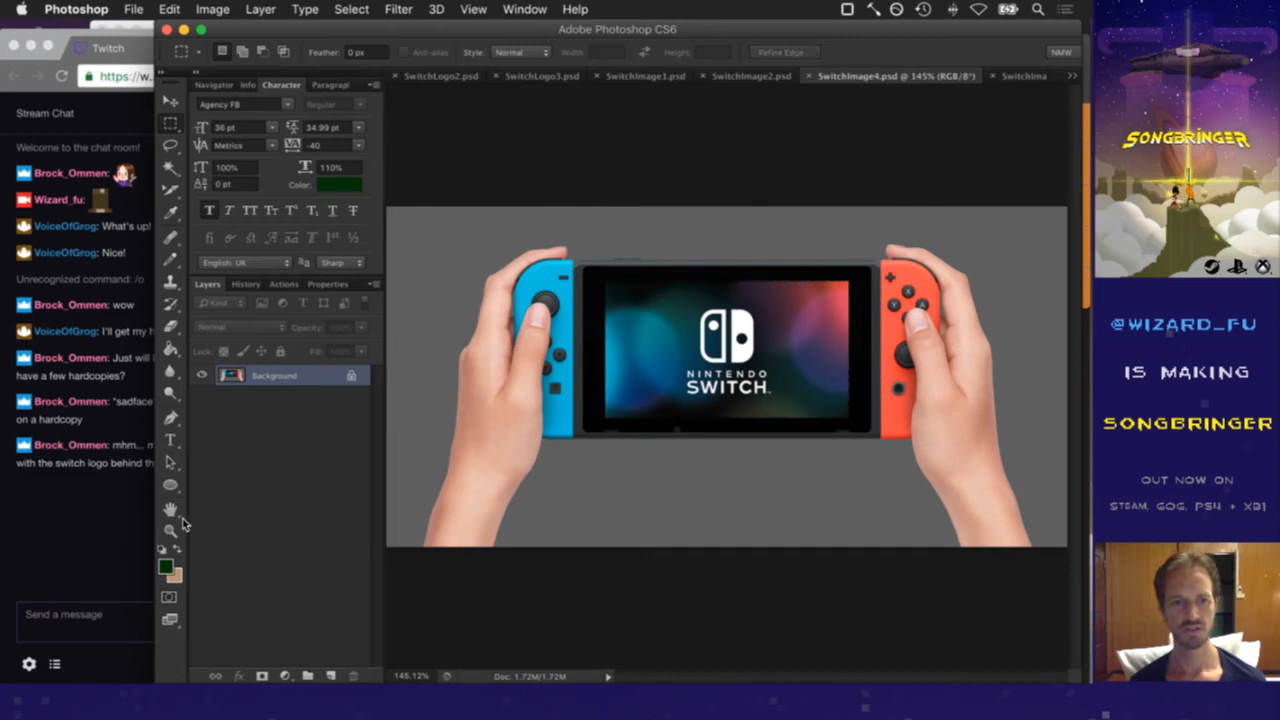 Photoshop File Edit Image Layer Type Select Filter 3D View Window Help
Adobe Photoshop CS6
Feather: 0 px Anti-alias Style: Normal Width: Height: Refine Edge... NMW
SwitchLogo2.psd SwitchLogo3.psd SwitchImage1.psd SwitchImage2.psd SwitchImage4.psd @ 145% (RGB/8*) SwitchIma
Twitch
https://w.
Stream Chat
Welcome to the chat room!
Brock_Ommen:
Wizard_fu:
VoiceOfGrog: What's up!
VoiceOfGrog: Nice!
Unrecognized command: /o
Brock_Ommen: wow
VoiceOfGrog: I'll get my h
Brock_Ommen: Just will
have a few hardcopies?
Brock_Ommen: *sadface
on a hardcopy
Brock_Ommen: mhm... m
with the switch logo behind th
Send a message
Navigator Info Character Paragrap
Agency FB Regular
36 pt 34.99 pt
Metrics -40
100% 110%
0 pt Color:
English: UK Sharp
Layers History Actions Properties
Kind
Normal Opacity: 100%
Lock: Fill: 100%
Background
NINTENDO
SWITCH
145.12% Doc: 1.72M/1.72M
SONGBRINGER
@WIZARD_FU
IS MAKING
SONGBRINGER
OUT NOW ON
STEAM, GOG, PS4 + XB1